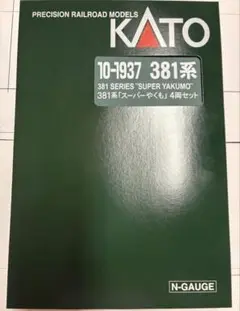 PRECISION RAILROAD MODELS
KATO
10-1937 381系
381 SERIES "SUPER YAKUMO"
381系「スーパーやくも」4両セット
N-GAUGE